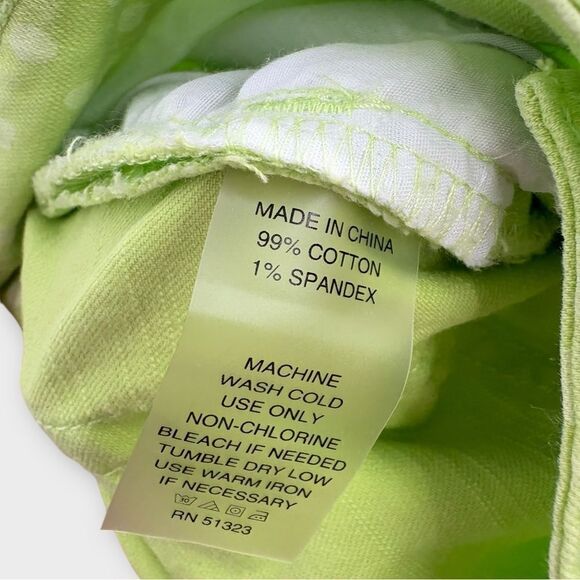 MADE IN CHINA
99% COTTON
1% SPANDEX
MACHINE
WASH COLD
USE ONLY
NON-CHLORINE
BLEACH IF NEEDED
TUMBLE DRY LOW
USE WARM IRON
IF NECESSARY
RN 51323